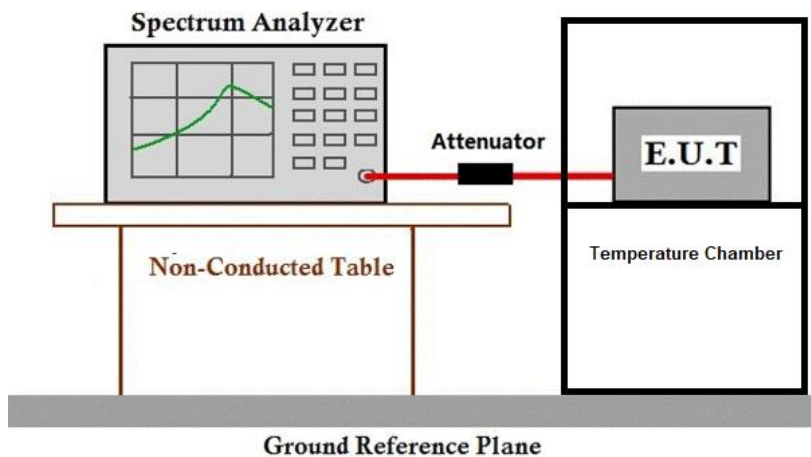 Spectrum Analyzer
Attenuator
E.U.T
Non-Conducted Table
Temperature Chamber
Ground Reference Plane